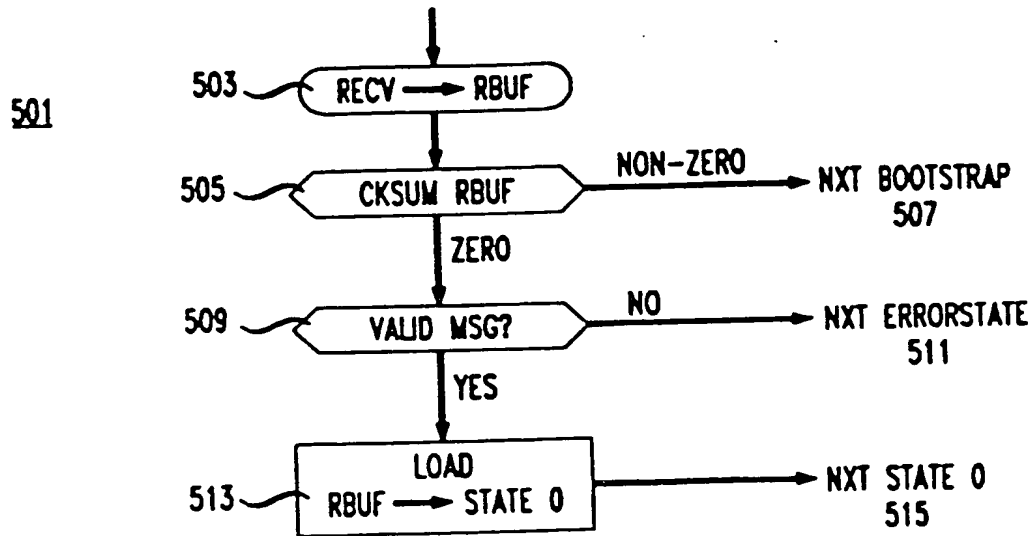 501
503 RECV → RBUF
505 CKSUM RBUF
NON-ZERO
NXT BOOTSTRAP
507
ZERO
509 VALID MSG?
NO
NXT ERRORSTATE
511
YES
513
LOAD
RBUF → STATE 0
NXT STATE 0
515